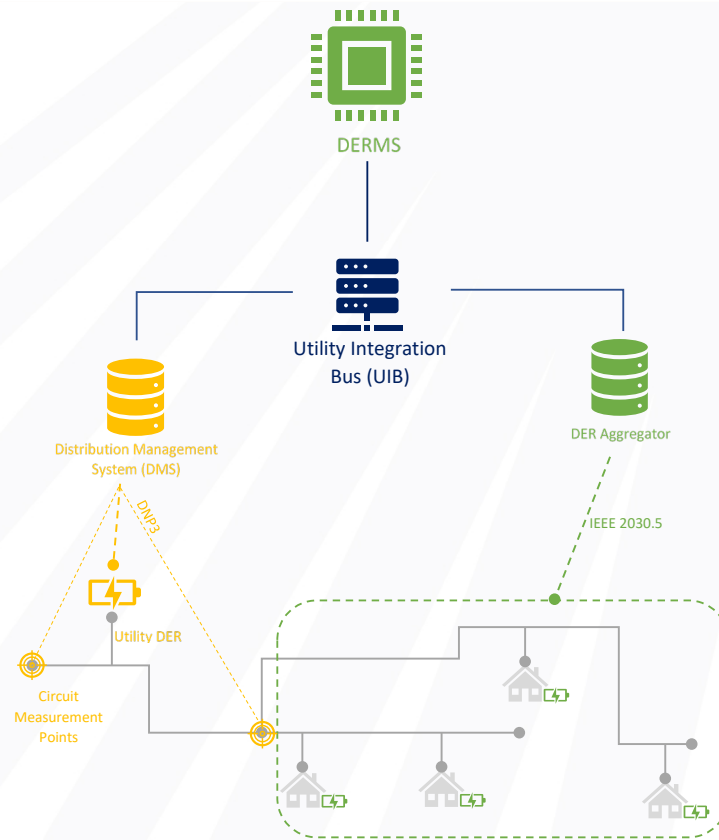 DERMS
Utility Integration
Bus (UIB)
Distribution Management
System (DMS)
DER Aggregator
DNP3
IEEE 2030.5
Utility DER
Circuit
Measurement
Points